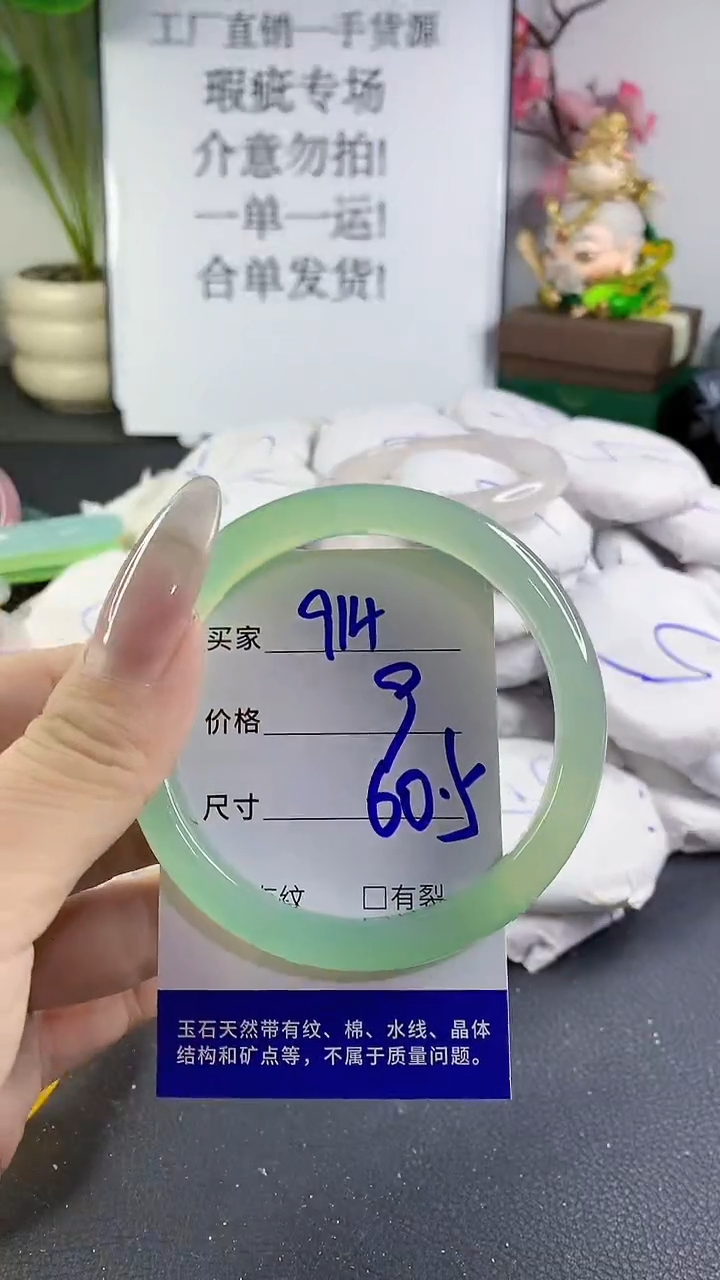 工厂直销一手货源
瑕疵专场
介意勿拍!
一单一运!
合单发货!
买家 914
价格 9
尺寸 60.5
纹 □有裂
玉石天然带有纹、棉、水线、晶体
结构和矿点等，不属于质量问题。